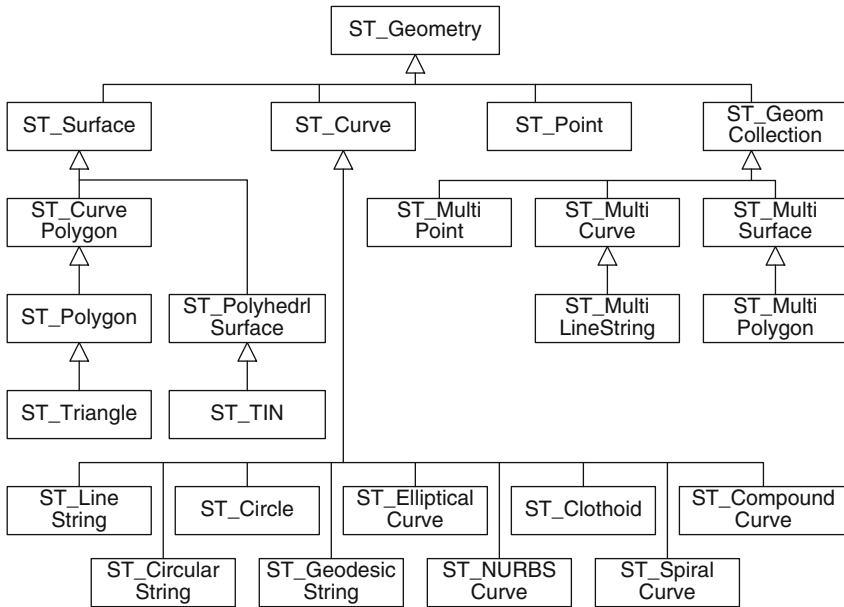 ST_Geometry
ST_Surface
ST_Curve
ST_Point
ST_Geom
Collection
ST_Curve
Polygon
ST_Multi
Point
ST_Multi
Curve
ST_Multi
Surface
ST_Polygon
ST_Polyhedrl
Surface
ST_Multi
LineString
ST_Multi
Polygon
ST_Triangle
ST_TIN
ST_Line
String
ST_Circle
ST_Elliptical
Curve
ST_Clothoid
ST_Compound
Curve
ST_Circular
String
ST_Geodesic
String
ST_NURBS
Curve
ST_Spiral
Curve